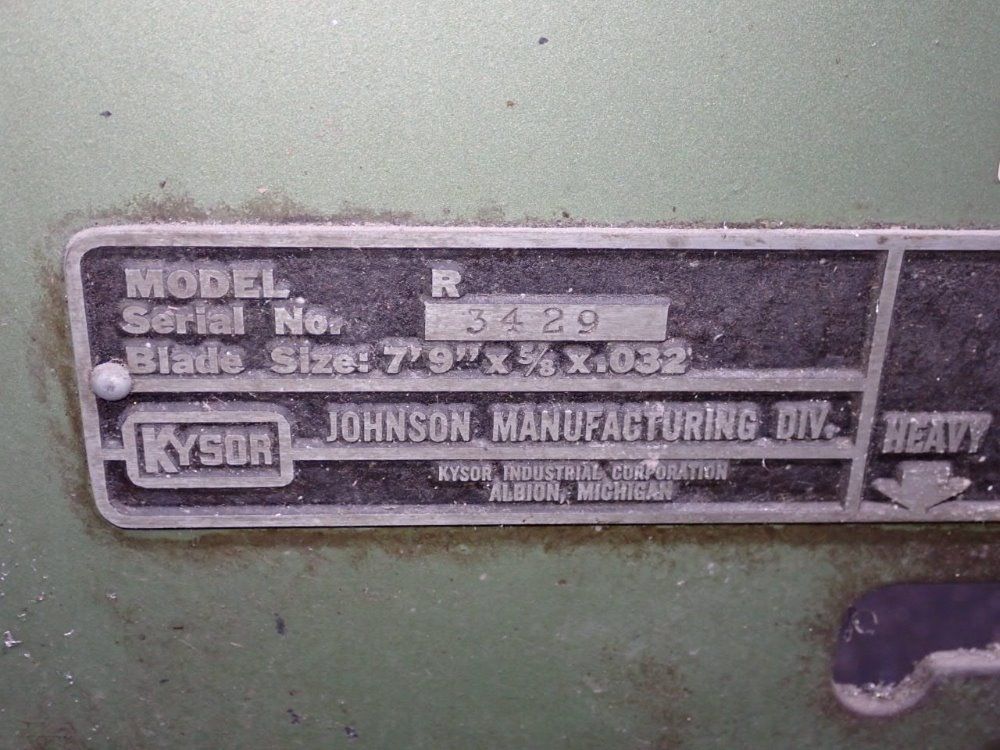 MODEL R
Serial No. 3429
Blade Size: 7'9" x 5/8 x .032
KYSOR
JOHNSON MANUFACTURING DIV.
KYSOR INDUSTRIAL CORPORATION
ALBION, MICHIGAN
HEAVY